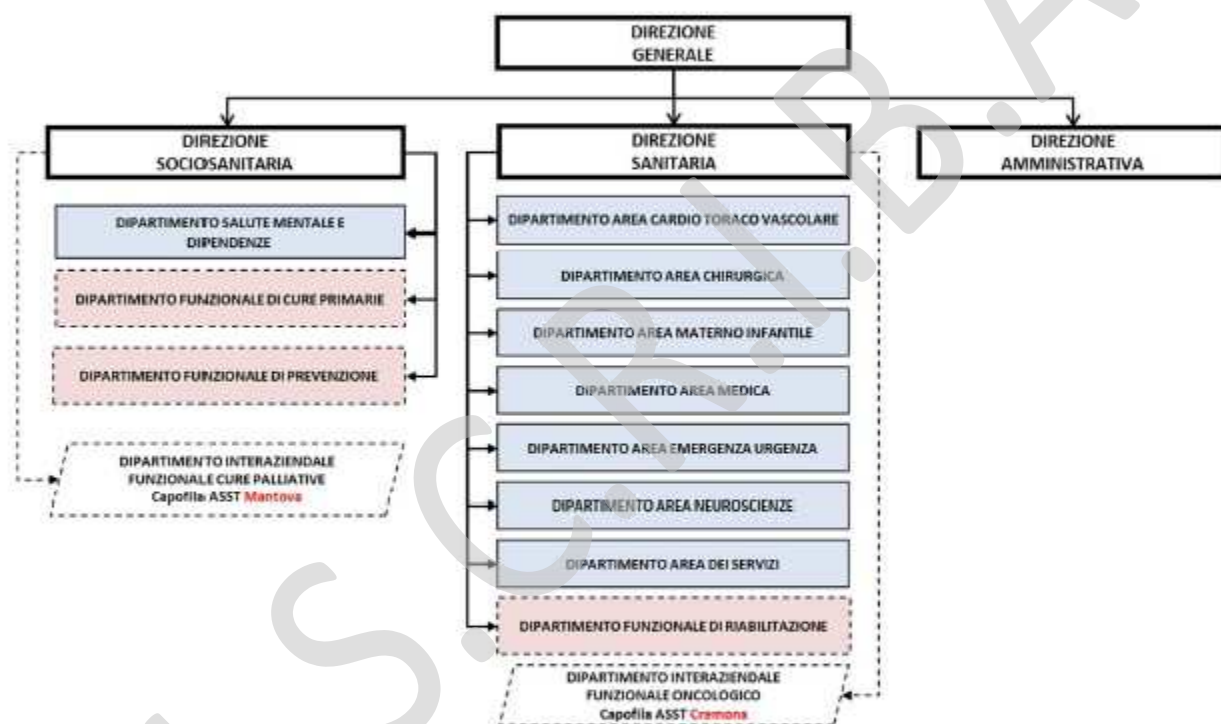 DIREZIONE
GENERALE
DIREZIONE
SOCIOSANITARIA
DIREZIONE
SANITARIA
DIREZIONE
AMMINISTRATIVA
DIPARTIMENTO SALUTE MENTALE E
DIPENDENZE
DIPARTIMENTO FUNZIONALE DI CURE PRIMARIE
DIPARTIMENTO FUNZIONALE DI PREVENZIONE
DIPARTIMENTO INTERAZIENDALE
FUNZIONALE CURE PALLIATIVE
Capofila ASST Mantova
DIPARTIMENTO AREA CARDIO TORACO VASCOLARE
DIPARTIMENTO AREA CHIRURGICA
DIPARTIMENTO AREA MATERNO INFANTILE
DIPARTIMENTO AREA MEDICA
DIPARTIMENTO AREA EMERGENZA URGENZA
DIPARTIMENTO AREA NEUROSCIENZE
DIPARTIMENTO AREA DEI SERVIZI
DIPARTIMENTO FUNZIONALE DI RIABILITAZIONE
DIPARTIMENTO INTERAZIENDALE
FUNZIONALE ONCOLOGICO
Capofila ASST Cremona
S.C.R.I.B.A